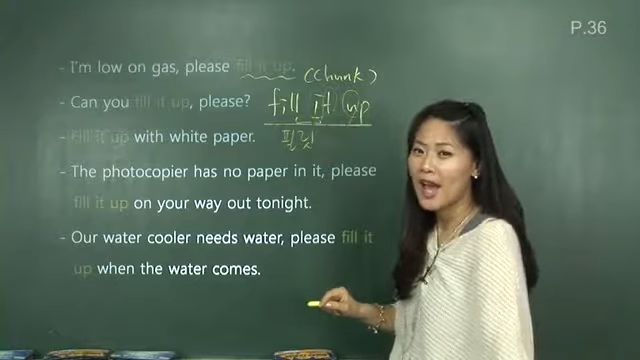 P.36
- I'm low on gas, please fill it up.
(chunk)
- Can you fill it up, please?
fill it up
- Fill it up with white paper.
필릿
- The photocopier has no paper in it, please
fill it up on your way out tonight.
- Our water cooler needs water, please fill it
up when the water comes.